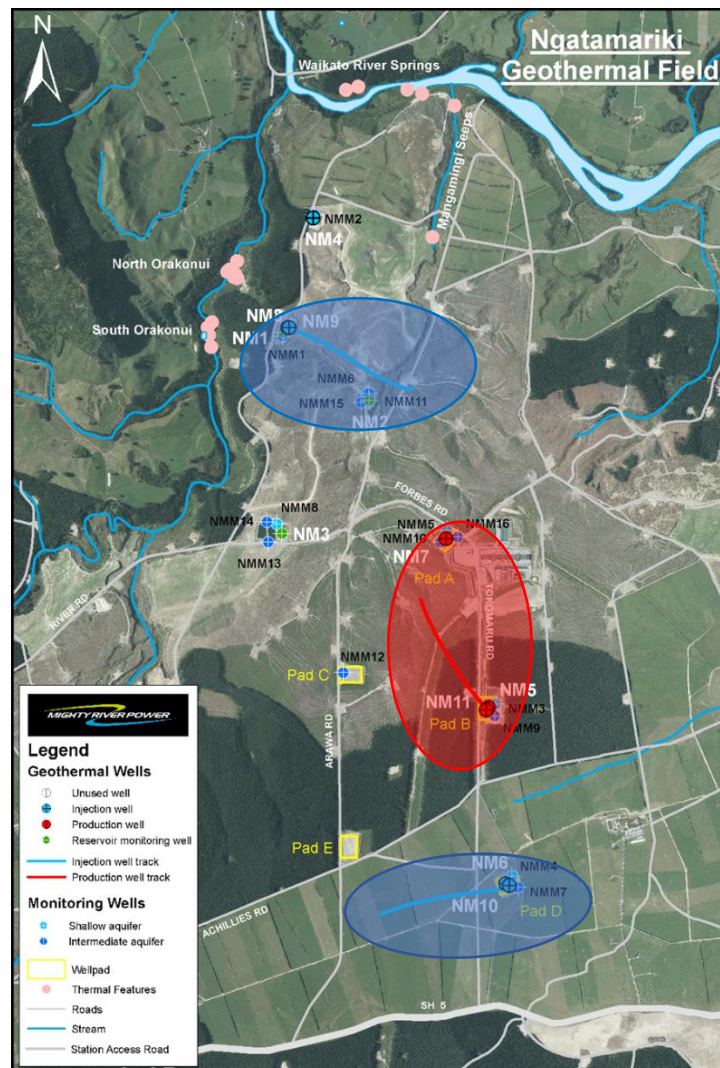 N
Ngatamariki
Geothermal Field
Waikato River Springs
Mangamingi Seeps
NMM2
NM4
North Orakonui
South Orakonui
NM8
NM9
NM1
NMM1
NMM6
NMM15
NMM11
NM2
FORBES RD
NMM14
NMM8
NM3
NMM13
NMM5
NMM16
NMM10
NM7
Pad A
RIVER RD
TOKOMARU RD
NMM12
Pad C
NM5
NM11
NMM3
Pad B
NMM9
ARAWA RD
Pad E
NM6
NMM4
NMM7
NM10
Pad D
ACHILLIES RD
SH 5
MIGHTY RIVER POWER
Legend
Geothermal Wells
Unused well
Injection well
Production well
Reservoir monitoring well
Injection well track
Production well track
Monitoring Wells
Shallow aquifer
Intermediate aquifer
Wellpad
Thermal Features
Roads
Stream
Station Access Road